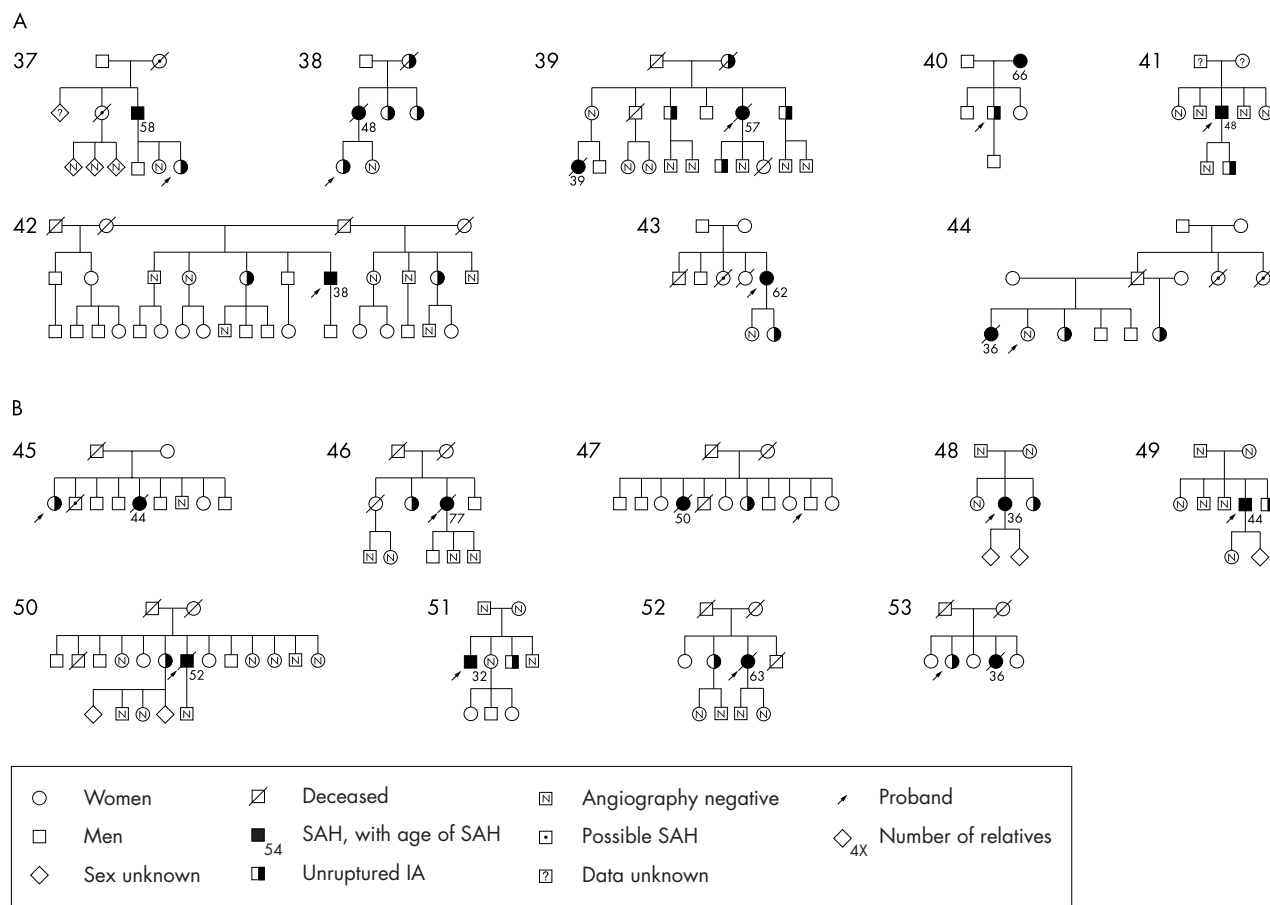 A
37 38 39 40 41
66
? ?
? 58 48 57 N N N 48
N N N N N N N N N N N N N
39
42 43 44
N N N N N N 38 62
N N N 36 N
B
45 46 47 48 49
N N N N
N 44 77 50 N 36 N N N 44
N N N N N
50 51 52 53
N N
N N N N N 52 32 N N 63 36
N N N N N N N
Women Deceased N Angiography negative Proband
Men SAH, with age of SAH Possible SAH Number of relatives
54 4X
Sex unknown Unruptured IA ? Data unknown